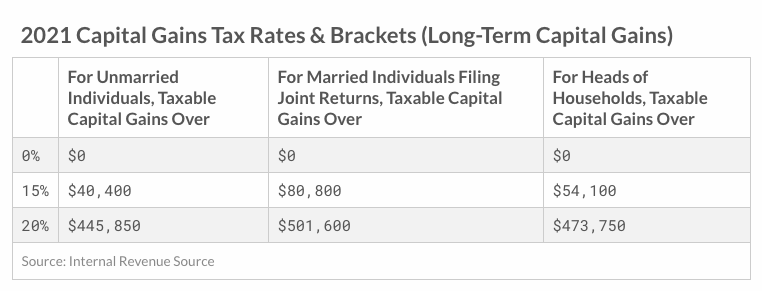 2021 Capital Gains Tax Rates & Brackets (Long-Term Capital Gains)
For Unmarried Individuals, Taxable Capital Gains Over
For Married Individuals Filing Joint Returns, Taxable Capital Gains Over
For Heads of Households, Taxable Capital Gains Over
0% $0 $0 $0
15% $40,400 $80,800 $54,100
20% $445,850 $501,600 $473,750
Source: Internal Revenue Source